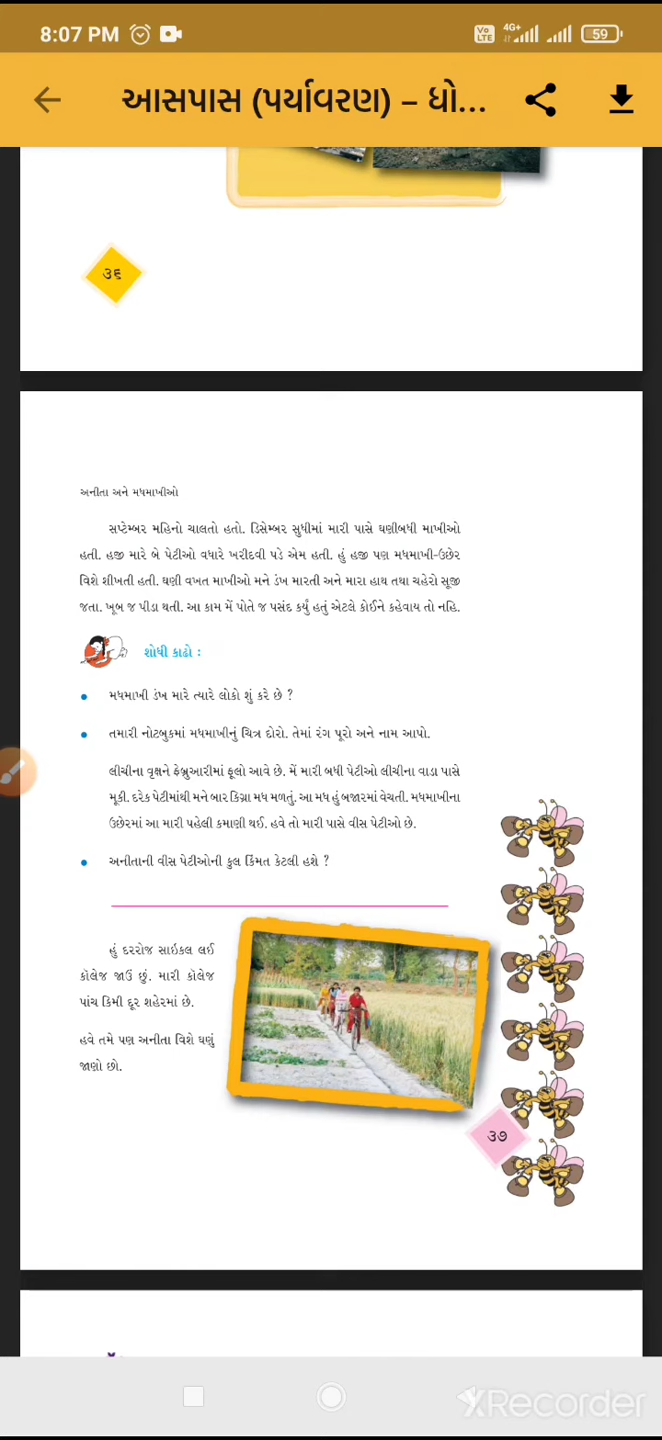 8:07 PM
Vo LTE 4G+ 59
આસપાસ (પર્યાવરણ) – ધો...
૩૬
અનીતા અને મધમાખીઓ
સપ્ટેમ્બર મહિનો ચાલતો હતો. ડિસેમ્બર સુધીમાં મારી પાસે ઘણીબધી માખીઓ
હતી. હજી મારે બે પેટીઓ વધારે ખરીદવી પડે એમ હતી. હું હજી પણ મધમાખી-ઉછેર
વિશે શીખતી હતી. ઘણી વખત માખીઓ મને ડંખ મારતી અને મારા હાથ તથા ચહેરો સૂજી
જતા. ખૂબ જ પીડા થતી. આ કામ મેં પોતે જ પસંદ કર્યું હતું એટલે કોઈને કહેવાય તો નહિ.
શોધી કાઢો :
• મધમાખી ડંખ મારે ત્યારે લોકો શું કરે છે ?
• તમારી નોટબુકમાં મધમાખીનું ચિત્ર દોરો. તેમાં રંગ પૂરો અને નામ આપો.
લીચીના વૃક્ષને ફેબ્રુઆરીમાં ફૂલો આવે છે. મેં મારી બધી પેટીઓ લીચીના વાડા પાસે
મૂકી. દરેક પેટીમાંથી મને બાર કિગ્રા મધ મળતું. આ મધ હું બજારમાં વેચતી. મધમાખીના
ઉછેરમાં આ મારી પહેલી કમાણી થઈ. હવે તો મારી પાસે વીસ પેટીઓ છે.
• અનીતાની વીસ પેટીઓની કુલ કિંમત કેટલી હશે ?
હું દરરોજ સાઇકલ લઈ
કૉલેજ જાઉં છું. મારી કૉલેજ
પાંચ કિમી દૂર શહેરમાં છે.
હવે તમે પણ અનીતા વિશે ઘણું
જાણો છો.
૩૭
XRecorder